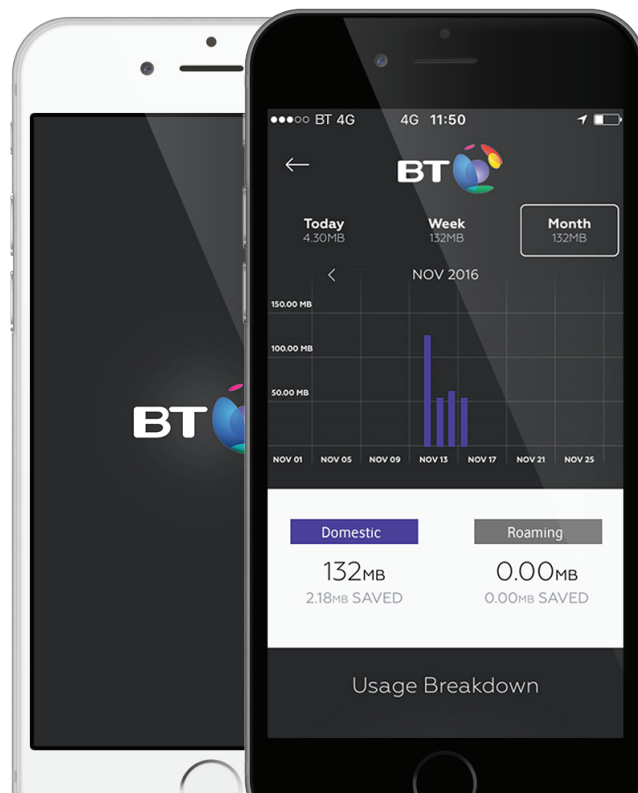 BT
●●●○○ BT 4G 4G 11:50
BT
Today Week Month
4.30MB 132MB 132MB
NOV 2016
150.00 MB
100.00 MB
50.00 MB
NOV 01 NOV 05 NOV 09 NOV 13 NOV 17 NOV 21 NOV 25
Domestic Roaming
132MB 0.00MB
2.18MB SAVED 0.00MB SAVED
Usage Breakdown